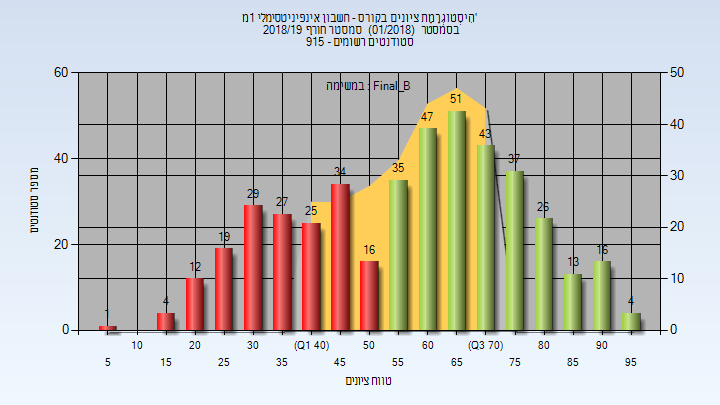 היסטוגרמת ציונים בקורס - חשבון אינפיניטסימלי 1מ'
בסמסטר (01/2018) סמסטר חורף 2018/19
סטודנטים רשומים - 915
במשימה : Final_B
מספר סטודנטים
60 40 20 0
50 40 30 20 10 0
1 4 12 19 29 27 25 34 16 35 47 51 43 37 26 13 16 4
10 20 30 (Q1 40) 50 60 (Q3 70) 80 90
5 15 25 35 45 55 65 75 85 95
טווח ציונים